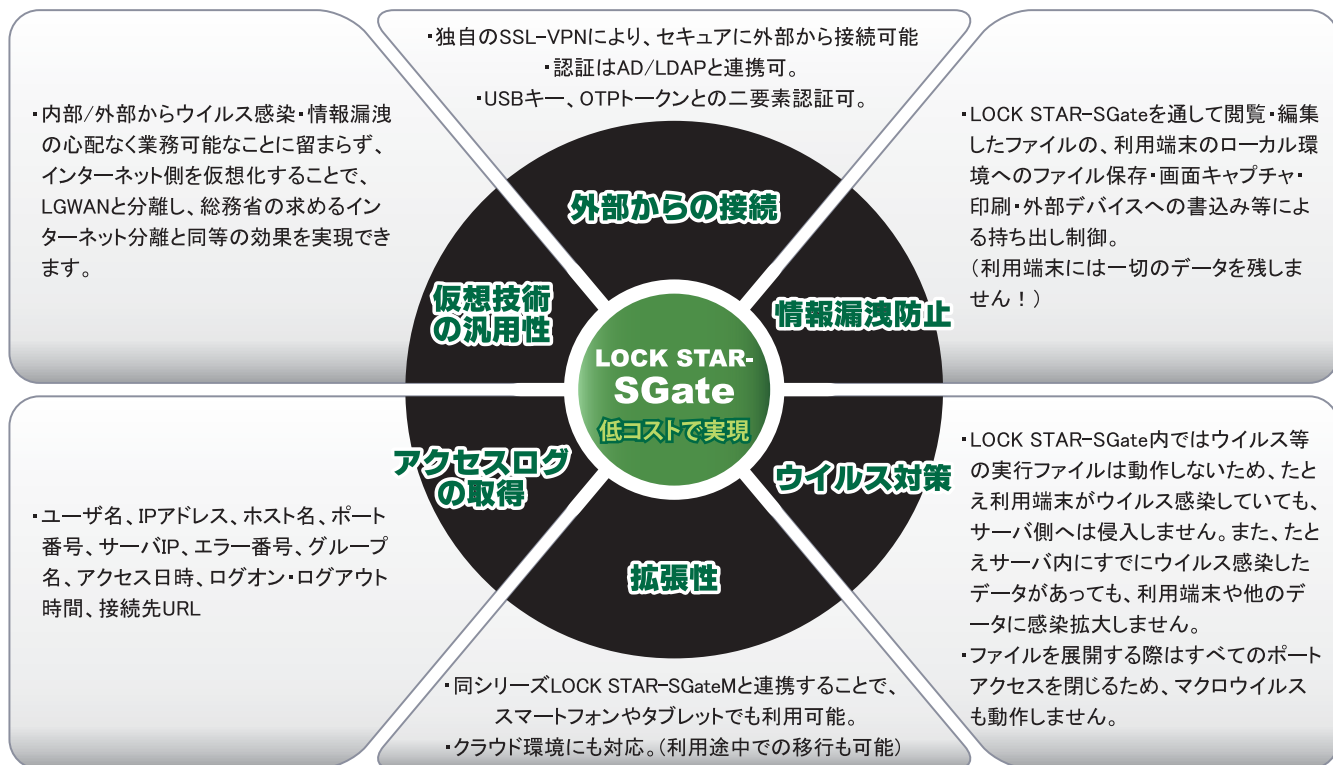 ・独自のSSL-VPNにより、セキュアに外部から接続可能
・認証はAD/LDAPと連携可。
・USBキー、OTPトークンとの二要素認証可。
・内部/外部からウイルス感染・情報漏洩
の心配なく業務可能なことに留まらず、
インターネット側を仮想化することで、
LGWANと分離し、総務省の求めるイン
ターネット分離と同等の効果を実現でき
ます。
・LOCK STAR-SGateを通して閲覧・編集
したファイルの、利用端末のローカル環
境へのファイル保存・画面キャプチャ・
印刷・外部デバイスへの書込み等によ
る持ち出し制御。
（利用端末には一切のデータを残しま
せん！）
外部からの接続
仮想技術
の汎用性
情報漏洩防止
LOCK STAR-
SGate
低コストで実現
アクセスログ
の取得
ウイルス対策
拡張性
・ユーザ名、IPアドレス、ホスト名、ポート
番号、サーバIP、エラー番号、グループ
名、アクセス日時、ログオン・ログアウト
時間、接続先URL
・LOCK STAR-SGate内ではウイルス等
の実行ファイルは動作しないため、たと
え利用端末がウイルス感染していても、
サーバ側へは侵入しません。また、たと
えサーバ内にすでにウイルス感染した
データがあっても、利用端末や他のデ
ータに感染拡大しません。
・ファイルを展開する際はすべてのポート
アクセスを閉じるため、マクロウイルス
も動作しません。
・同シリーズLOCK STAR-SGateMと連携することで、
スマートフォンやタブレットでも利用可能。
・クラウド環境にも対応。（利用途中での移行も可能）